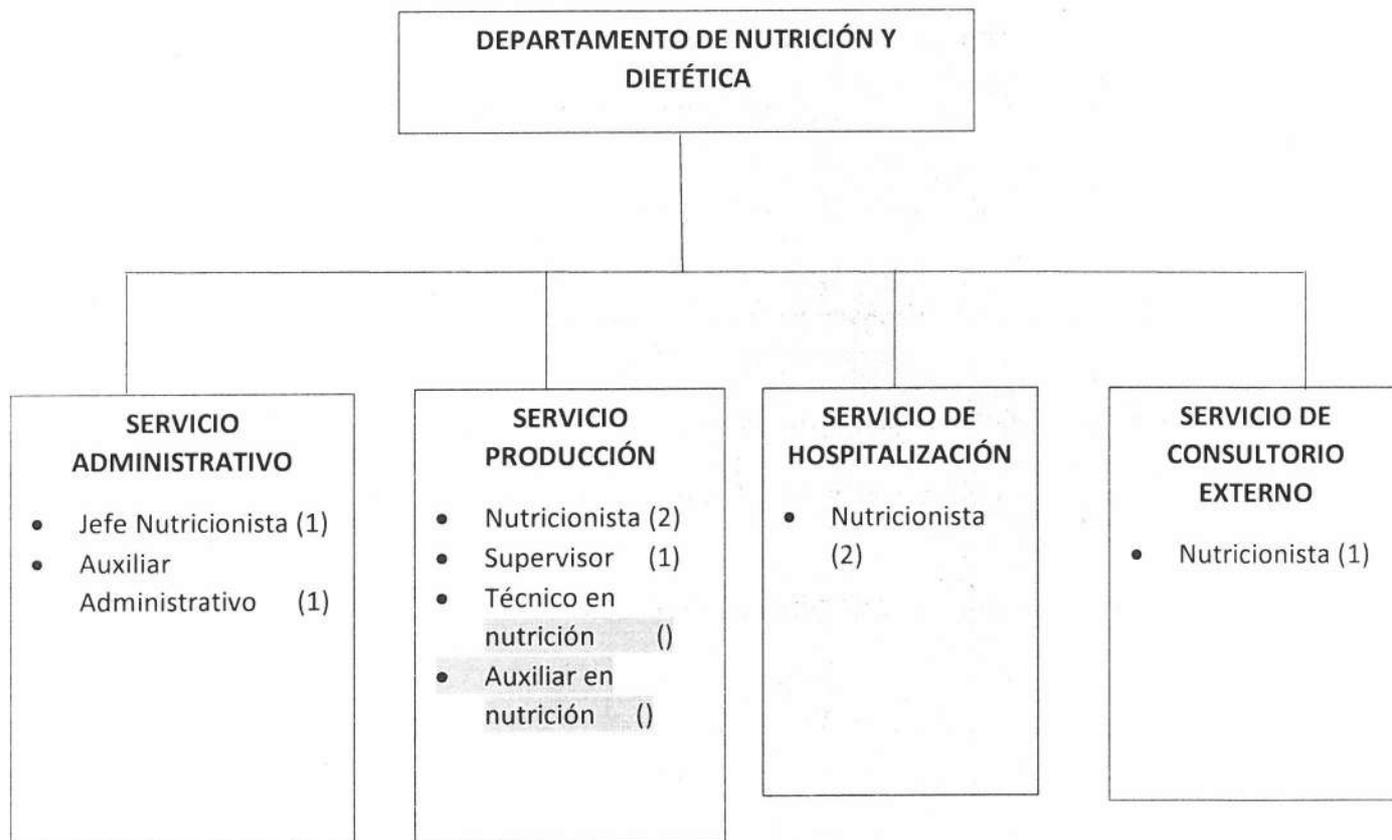 DEPARTAMENTO DE NUTRICIÓN Y
DIETÉTICA
SERVICIO
ADMINISTRATIVO
• Jefe Nutricionista (1)
• Auxiliar
Administrativo (1)
SERVICIO
PRODUCCIÓN
• Nutricionista (2)
• Supervisor (1)
• Técnico en
nutrición ()
• Auxiliar en
nutrición ()
SERVICIO DE
HOSPITALIZACIÓN
• Nutricionista
(2)
SERVICIO DE
CONSULTORIO
EXTERNO
• Nutricionista (1)